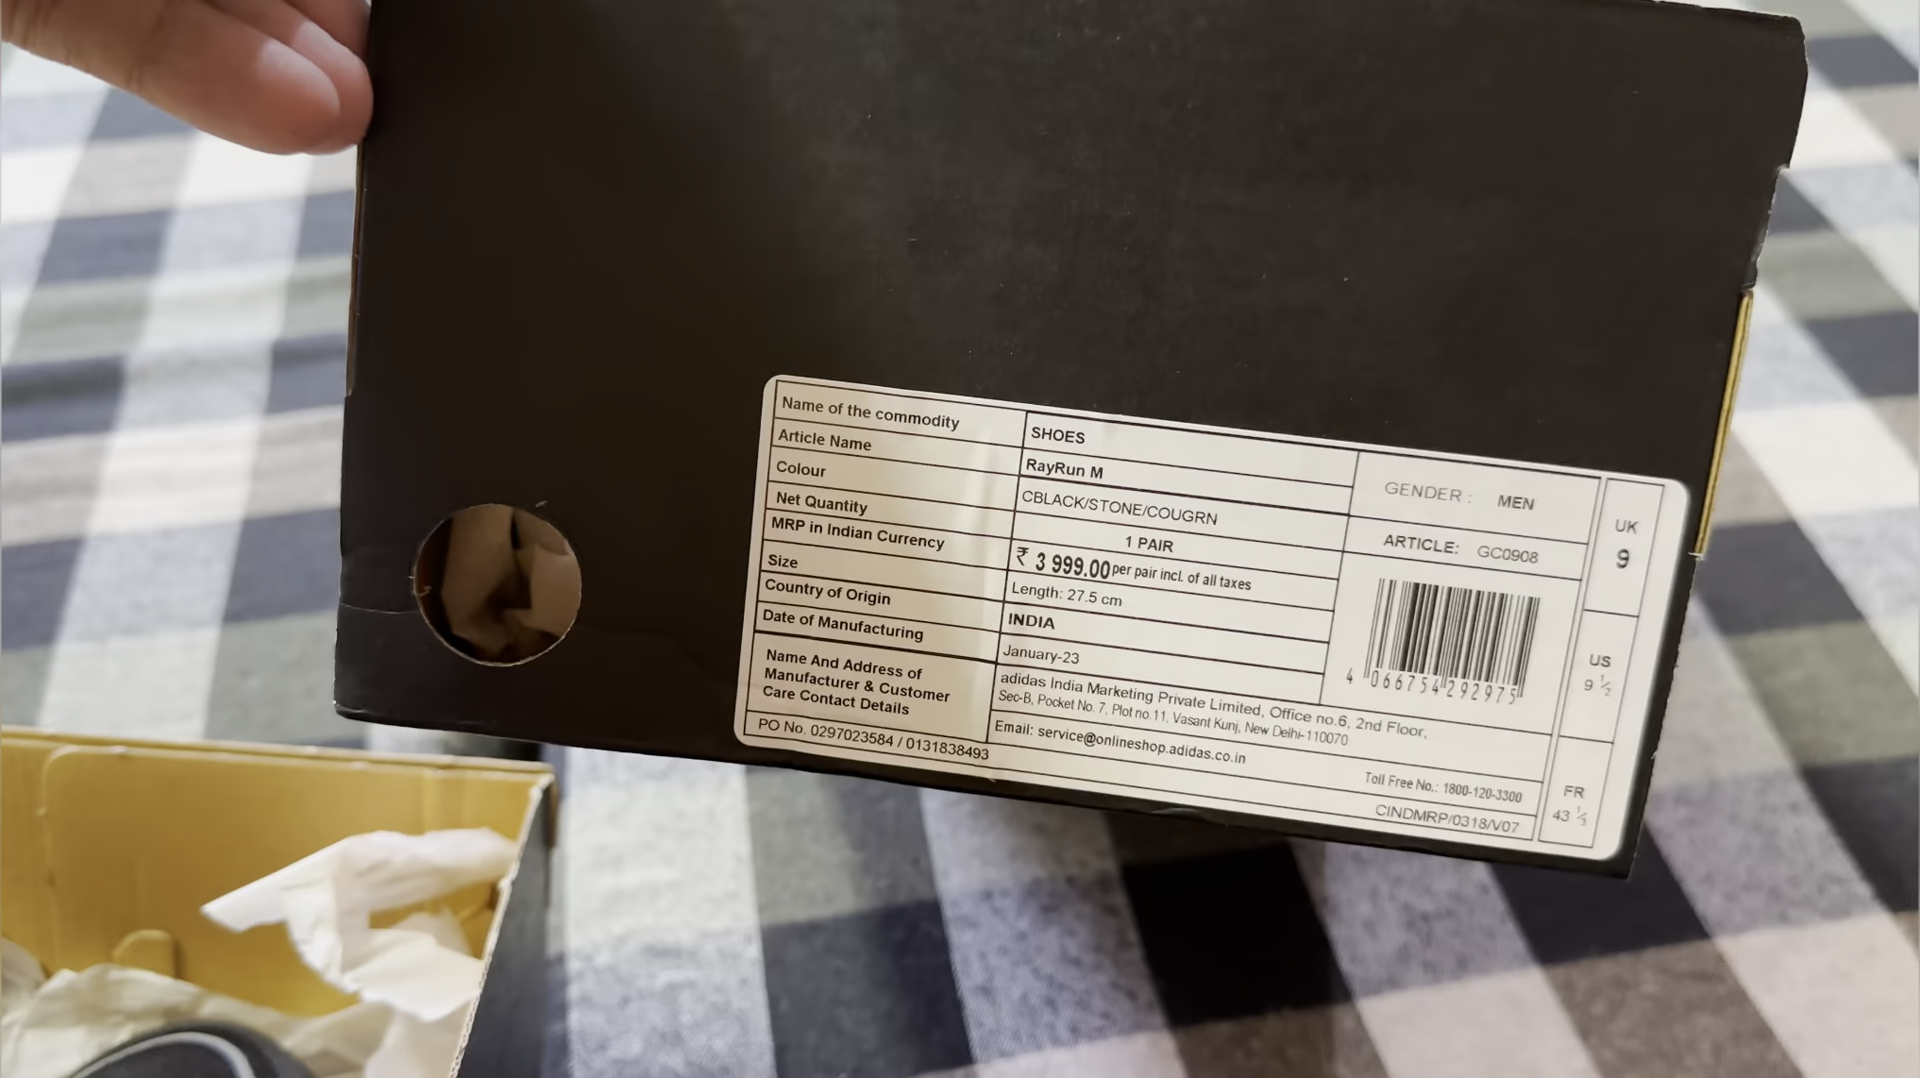 Name of the commodity SHOES
Article Name RayRun M
Colour CBLACK/STONE/COUGRN
Net Quantity 1 PAIR
MRP in Indian Currency ₹ 3 999.00 per pair incl. of all taxes
Size Length: 27.5 cm
Country of Origin INDIA
Date of Manufacturing January-23
Name And Address of
Manufacturer & Customer
Care Contact Details
adidas India Marketing Private Limited, Office no.6, 2nd Floor,
Sec-B, Pocket No. 7, Plot no.11, Vasant Kunj, New Delhi-110070
Email: service@onlineshop.adidas.co.in
Toll Free No.: 1800-120-3300
PO No. 0297023584 / 0131838493
CINDMRP/0318/V07
GENDER : MEN
ARTICLE: GC0908
4 066754 292975
UK
9
US
9 1/2
FR
43 1/3